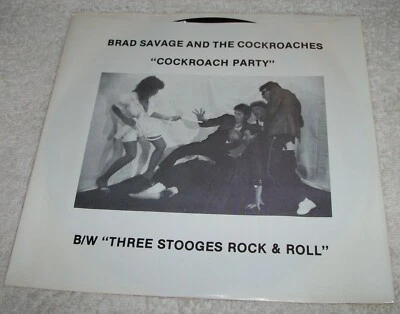 BRAD SAVAGE AND THE COCKROACHES
"COCKROACH PARTY"
B/W "THREE STOOGES ROCK & ROLL"